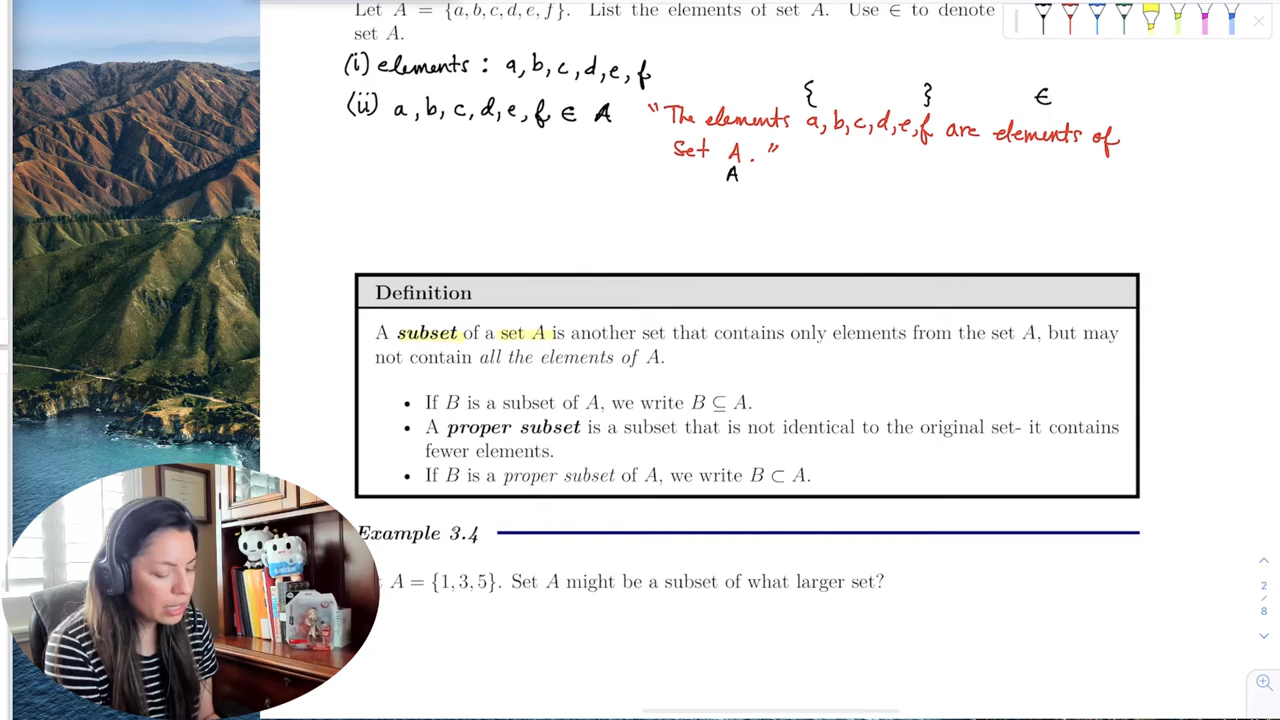 Let A = {a, b, c, d, e, f}. List the elements of set A. Use ∈ to denote
set A.
(i) elements : a, b, c, d, e, f
(ii) a, b, c, d, e, f ∈ A
{ } ∈
"The elements a, b, c, d, e, f are elements of
Set A."
A
Definition
A subset of a set A is another set that contains only elements from the set A, but may
not contain all the elements of A.
• If B is a subset of A, we write B ⊆ A.
• A proper subset is a subset that is not identical to the original set- it contains
fewer elements.
• If B is a proper subset of A, we write B ⊂ A.
Example 3.4
A = {1, 3, 5}. Set A might be a subset of what larger set?
2
/
8